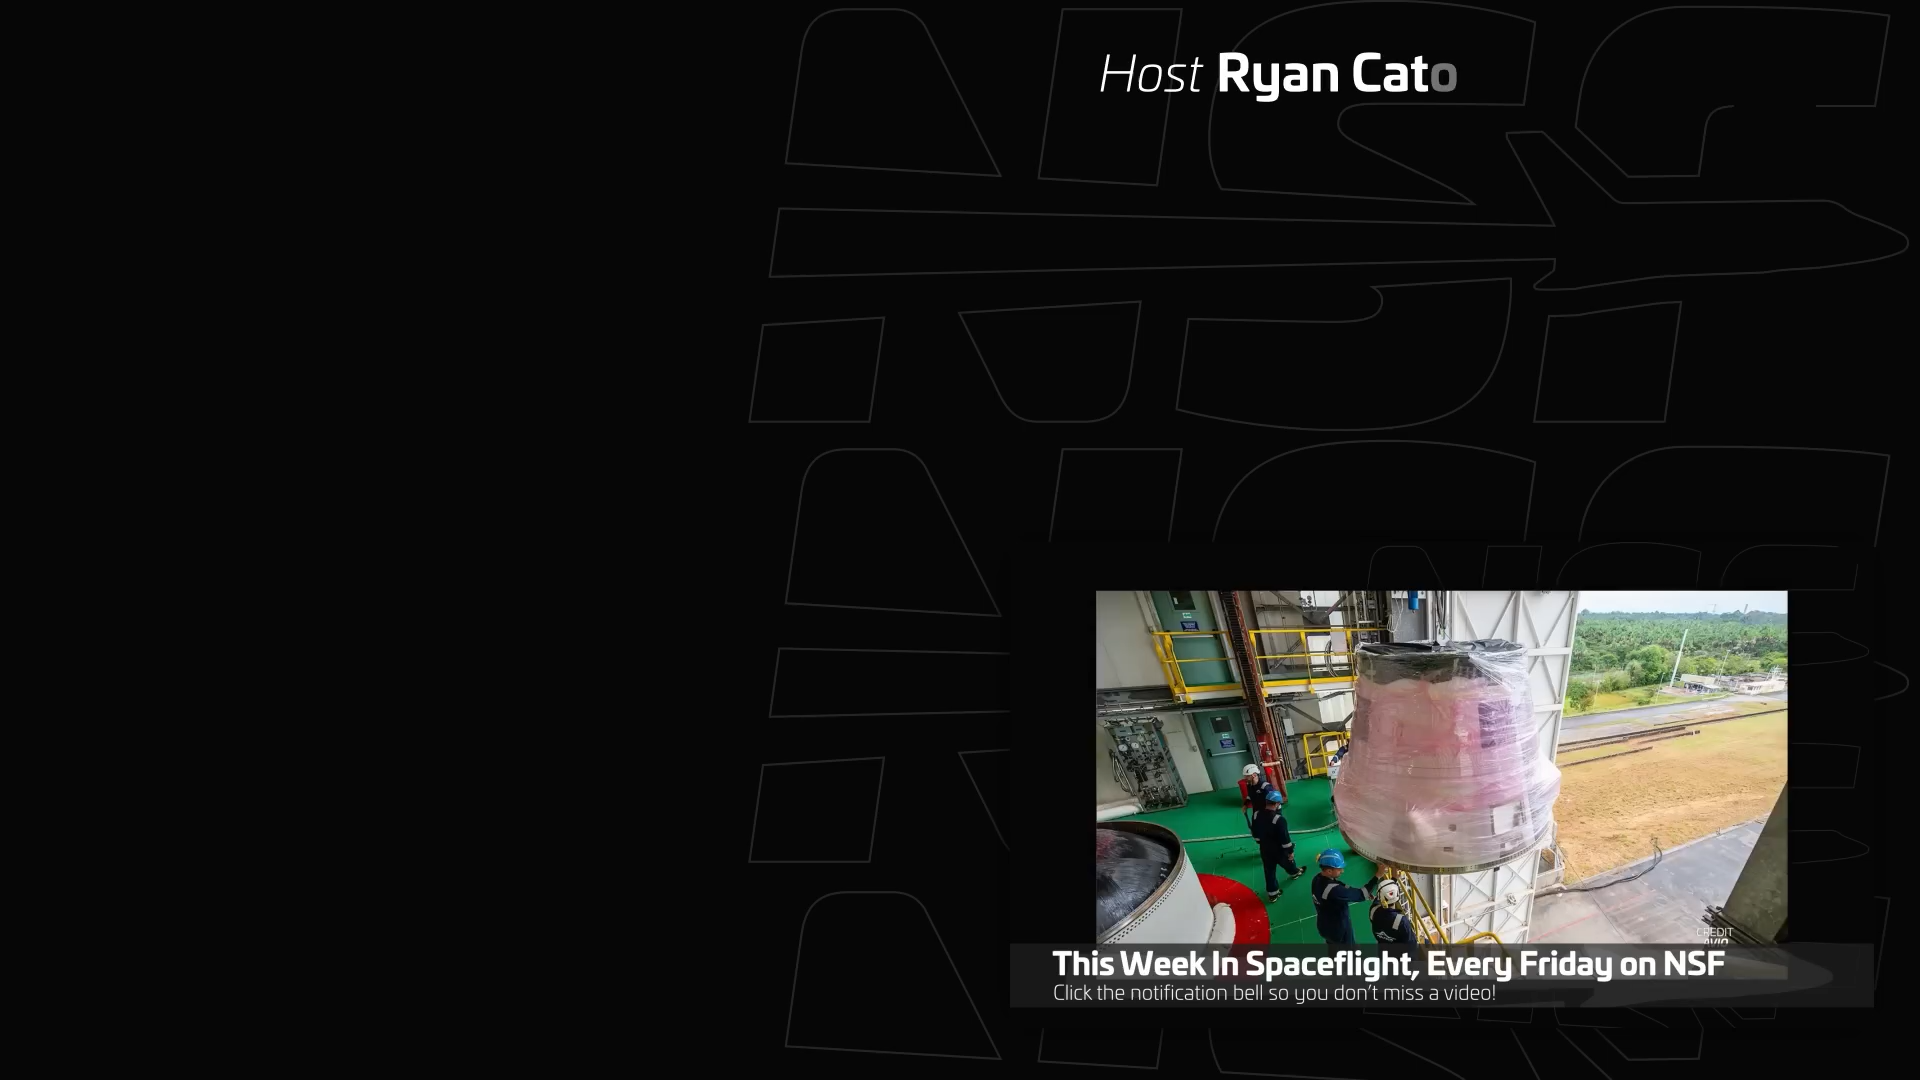 Host Ryan Cato
CREDIT
AVIO
This Week In Spaceflight, Every Friday on NSF
Click the notification bell so you don't miss a video!